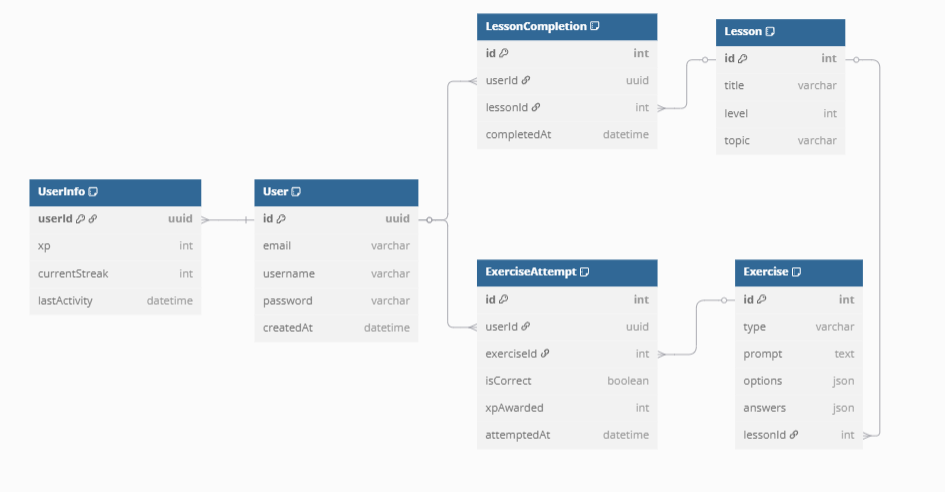 LessonCompletion
id int
userId uuid
lessonId int
completedAt datetime
Lesson
id int
title varchar
level int
topic varchar
UserInfo
userId uuid
xp int
currentStreak int
lastActivity datetime
User
id uuid
email varchar
username varchar
password varchar
createdAt datetime
ExerciseAttempt
id int
userId uuid
exerciseId int
isCorrect boolean
xpAwarded int
attemptedAt datetime
Exercise
id int
type varchar
prompt text
options json
answers json
lessonId int